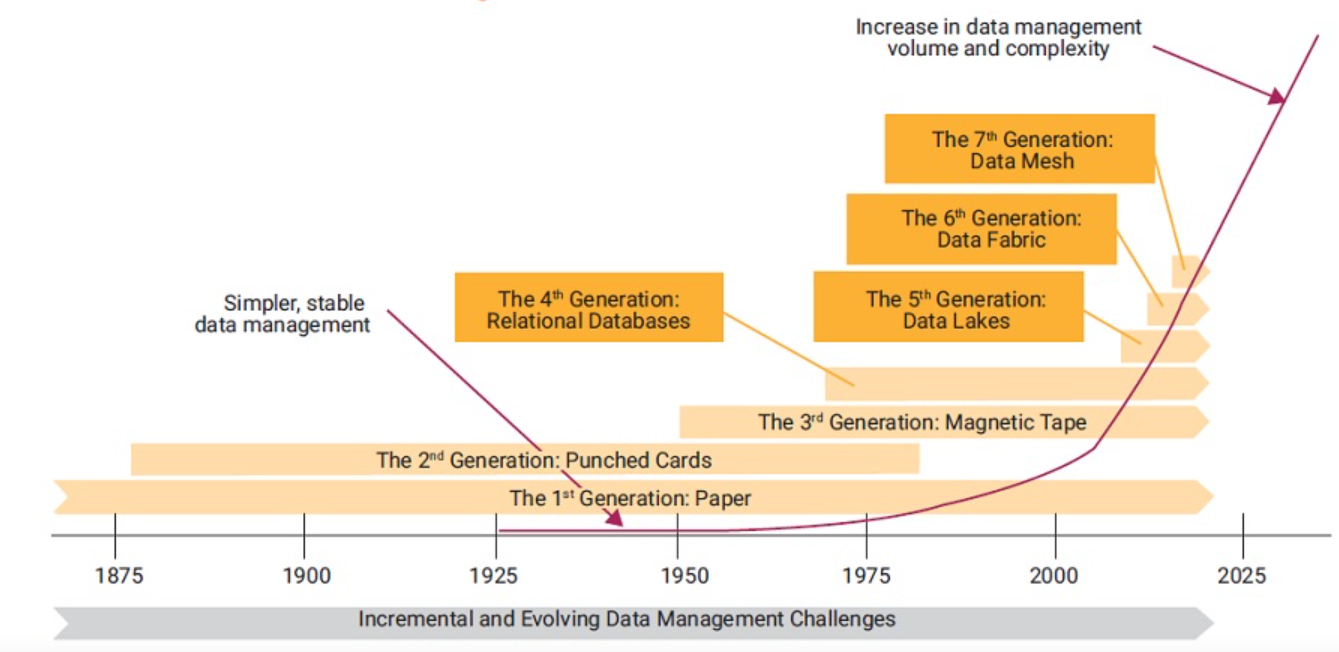 Increase in data management
volume and complexity
The 7th Generation:
Data Mesh
The 6th Generation:
Data Fabric
Simpler, stable
data management
The 4th Generation:
Relational Databases
The 5th Generation:
Data Lakes
The 3rd Generation: Magnetic Tape
The 2nd Generation: Punched Cards
The 1st Generation: Paper
1875 1900 1925 1950 1975 2000 2025
Incremental and Evolving Data Management Challenges